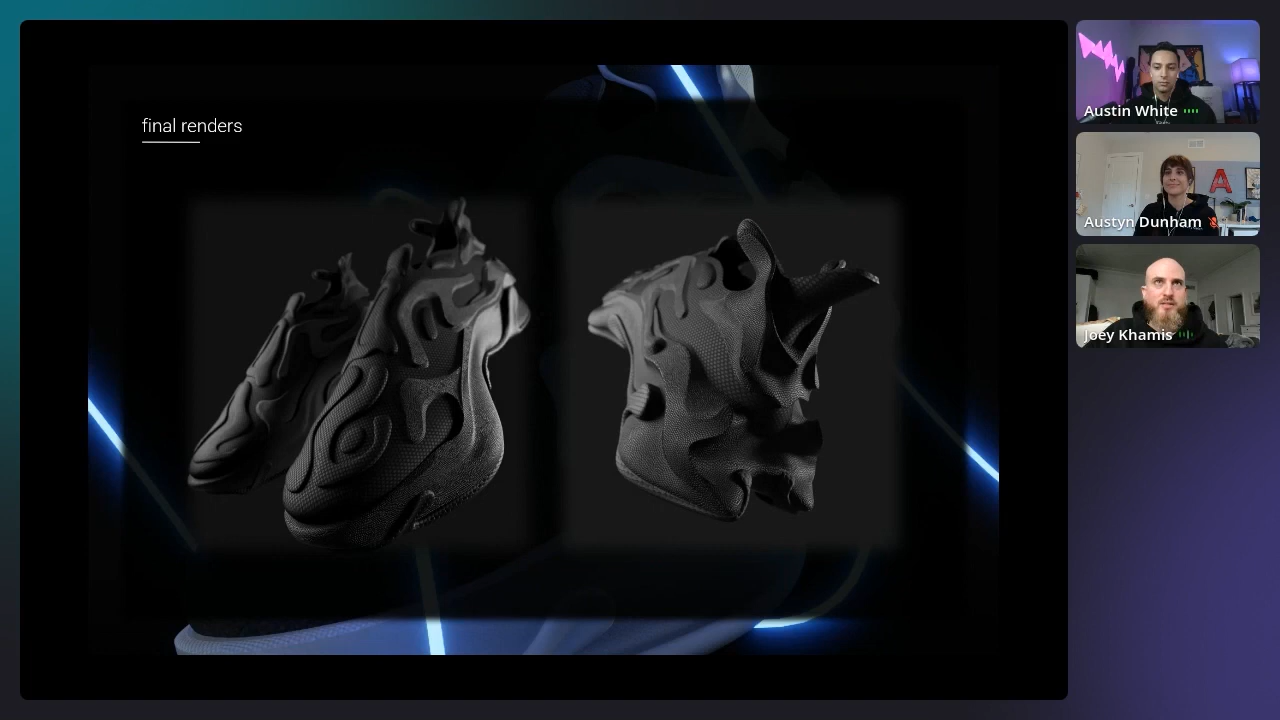 final renders
Austin White
Austyn Dunham
A
Joey Khamis